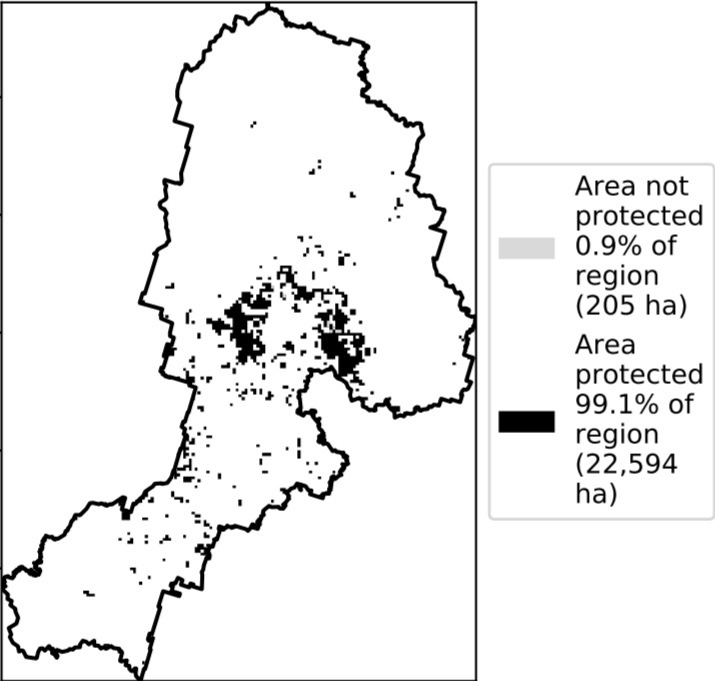 Area not
protected
0.9% of
region
(205 ha)
Area
protected
99.1% of
region
(22,594
ha)